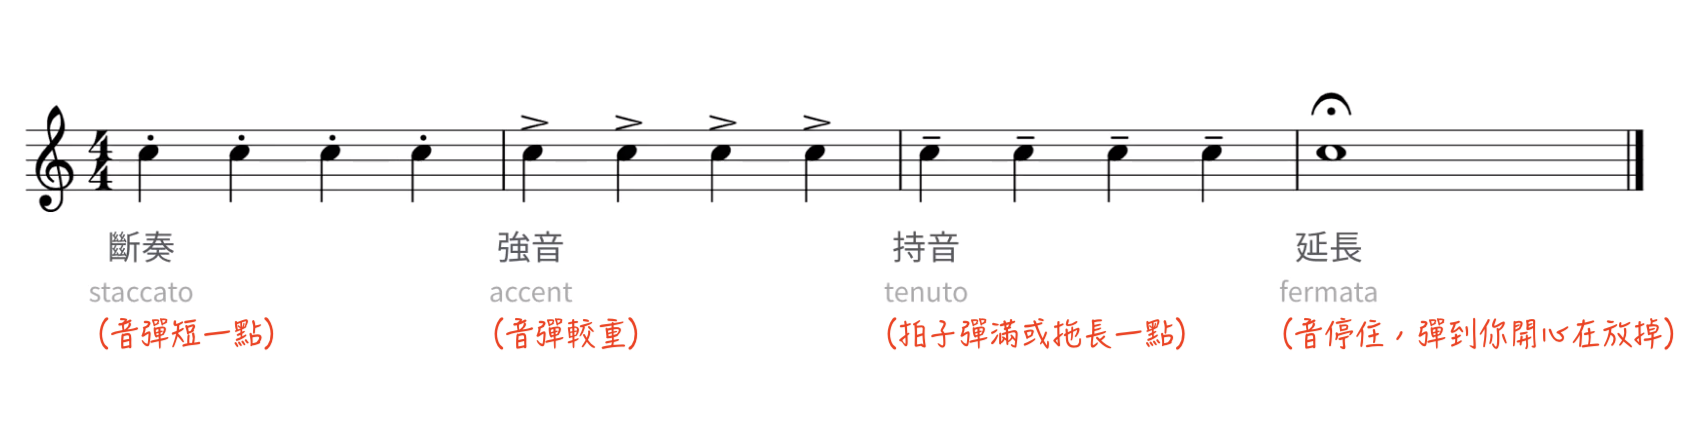 4
4
斷奏 強音 持音 延長
staccato accent tenuto fermata
(音彈短一點) (音彈較重) (拍子彈滿或拖長一點) (音停住，彈到你開心在放掉)